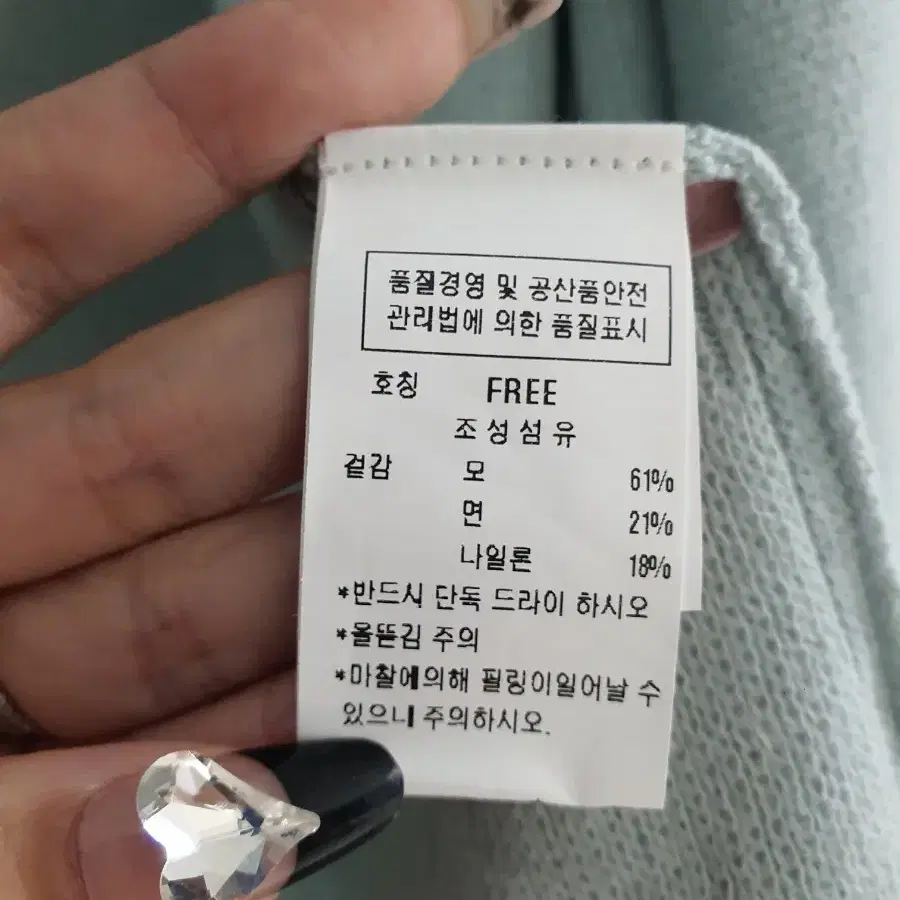 품질경영 및 공산품안전
관리법에 의한 품질표시
호칭 FREE
조성섬유
겉감 모 61%
면 21%
나일론 18%
*반드시 단독 드라이 하시오
*올뜯김 주의
*마찰에의해 필링이일어날 수
있으니 주의하시오.